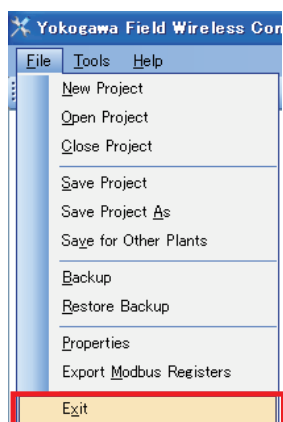 Yokogawa Field Wireless Con
File Tools Help
New Project
Open Project
Close Project
Save Project
Save Project As
Save for Other Plants
Backup
Restore Backup
Properties
Export Modbus Registers
Exit